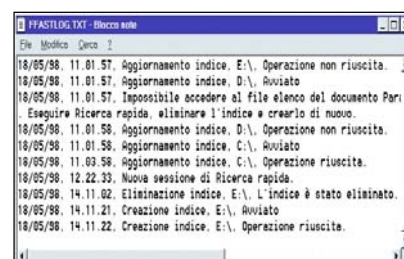 FFASTLOG.TXT - Blocco note
File Modifica Cerca ?
18/05/98, 11.01.57, Aggiornamento indice, E:\, Operazione non riuscita.
18/05/98, 11.01.57, Aggiornamento indice, D:\, Avviato
18/05/98, 11.01.57, Impossibile accedere al file elenco del documento Par
. Eseguire Ricerca rapida, eliminare l'indice e crearlo di nuovo.
18/05/98, 11.01.58, Aggiornamento indice, D:\, Operazione non riuscita.
18/05/98, 11.01.58, Aggiornamento indice, C:\, Avviato
18/05/98, 11.03.58, Aggiornamento indice, C:\, Operazione riuscita.
18/05/98, 12.22.33, Nuova sessione di Ricerca rapida.
18/05/98, 14.11.02, Eliminazione indice, E:\, L'indice è stato eliminato.
18/05/98, 14.11.21, Creazione indice, E:\, Avviato
18/05/98, 14.11.22, Creazione indice, E:\, Operazione riuscita.